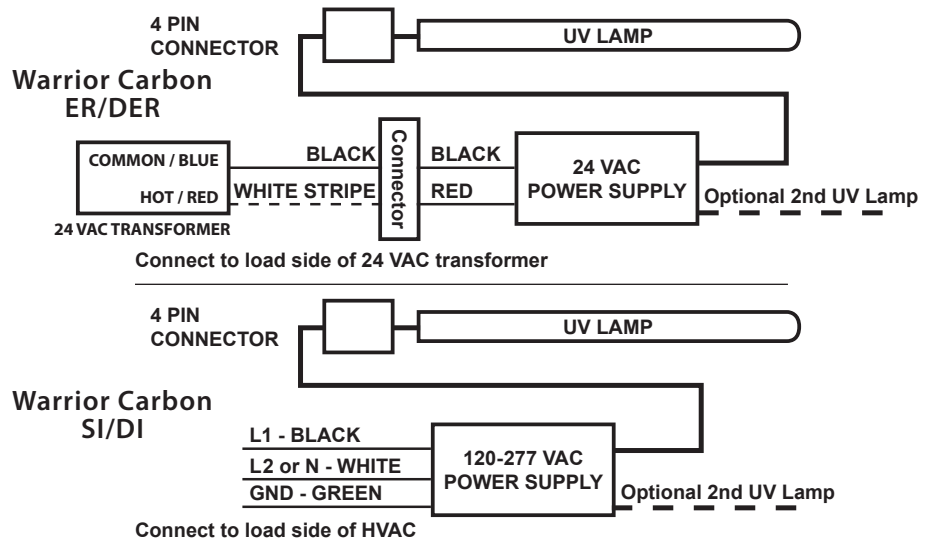 4 PIN
CONNECTOR
UV LAMP
Warrior Carbon
ER/DER
COMMON / BLUE
HOT / RED
24 VAC TRANSFORMER
BLACK
WHITE STRIPE
Connector
BLACK
RED
24 VAC
POWER SUPPLY
Optional 2nd UV Lamp
Connect to load side of 24 VAC transformer
4 PIN
CONNECTOR
UV LAMP
Warrior Carbon
SI/DI
L1 - BLACK
L2 or N - WHITE
GND - GREEN
120-277 VAC
POWER SUPPLY
Optional 2nd UV Lamp
Connect to load side of HVAC